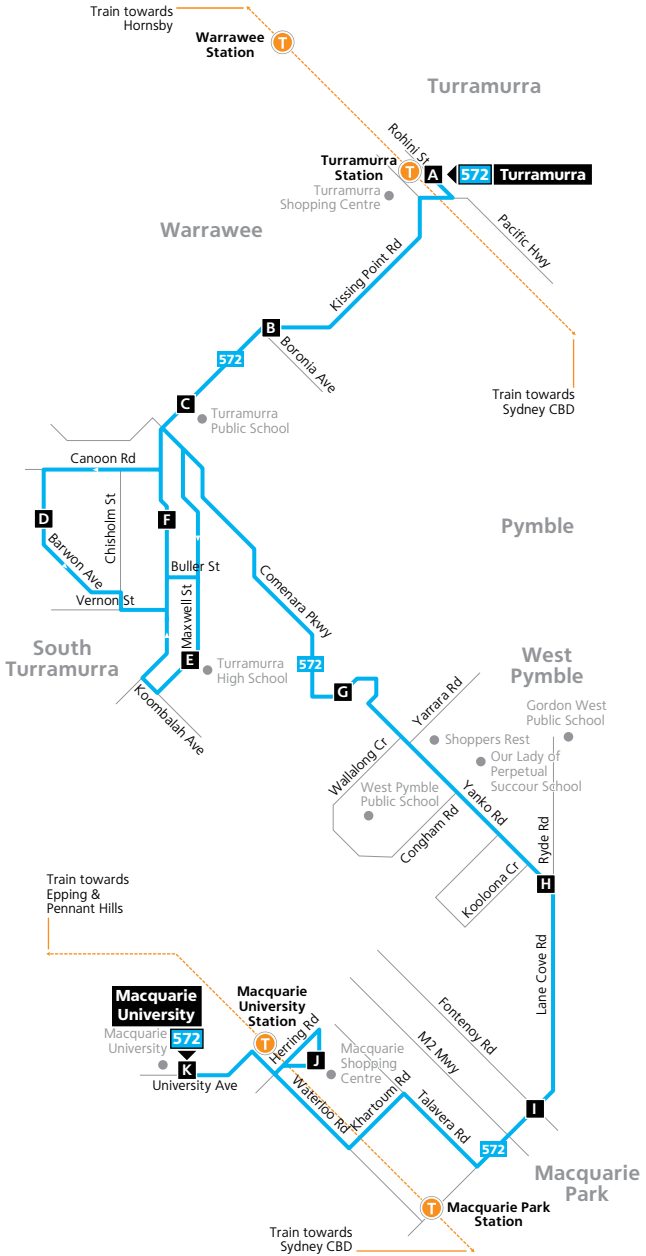 Train towards
Hornsby
Warrawee
Station
T
Turramurra
Rohini St
Turramurra
Station
T
A
572
Turramurra
Turramurra
Shopping Centre
Pacific Hwy
Warrawee
Kissing Point Rd
B
Boronia Ave
572
Train towards
Sydney CBD
C
Turramurra
Public School
Canoon Rd
Chisholm St
D
F
Pymble
Barwon Ave
Buller St
Comenara Pkwy
Vernon St
Maxwell St
South
Turramurra
E
Turramurra
High School
572
West
Pymble
G
Koombalah Ave
Yarrara Rd
Gordon West
Public School
Shoppers Rest
Wallalong Cr
Our Lady of
Perpetual
Succour School
West Pymble
Public School
Yanko Rd
Congham Rd
Ryde Rd
Kooloona Cr
H
Train towards
Epping &
Pennant Hills
Lane Cove Rd
Macquarie
University
Macquarie
University
Station
Fontenoy Rd
Macquarie
University
572
T
Herring Rd
M2 Mwy
J
Macquarie
Shopping
Centre
K
University Ave
Waterloo Rd
Khartoum Rd
Talavera Rd
I
572
Macquarie
Park
T
Macquarie Park
Station
Train towards
Sydney CBD